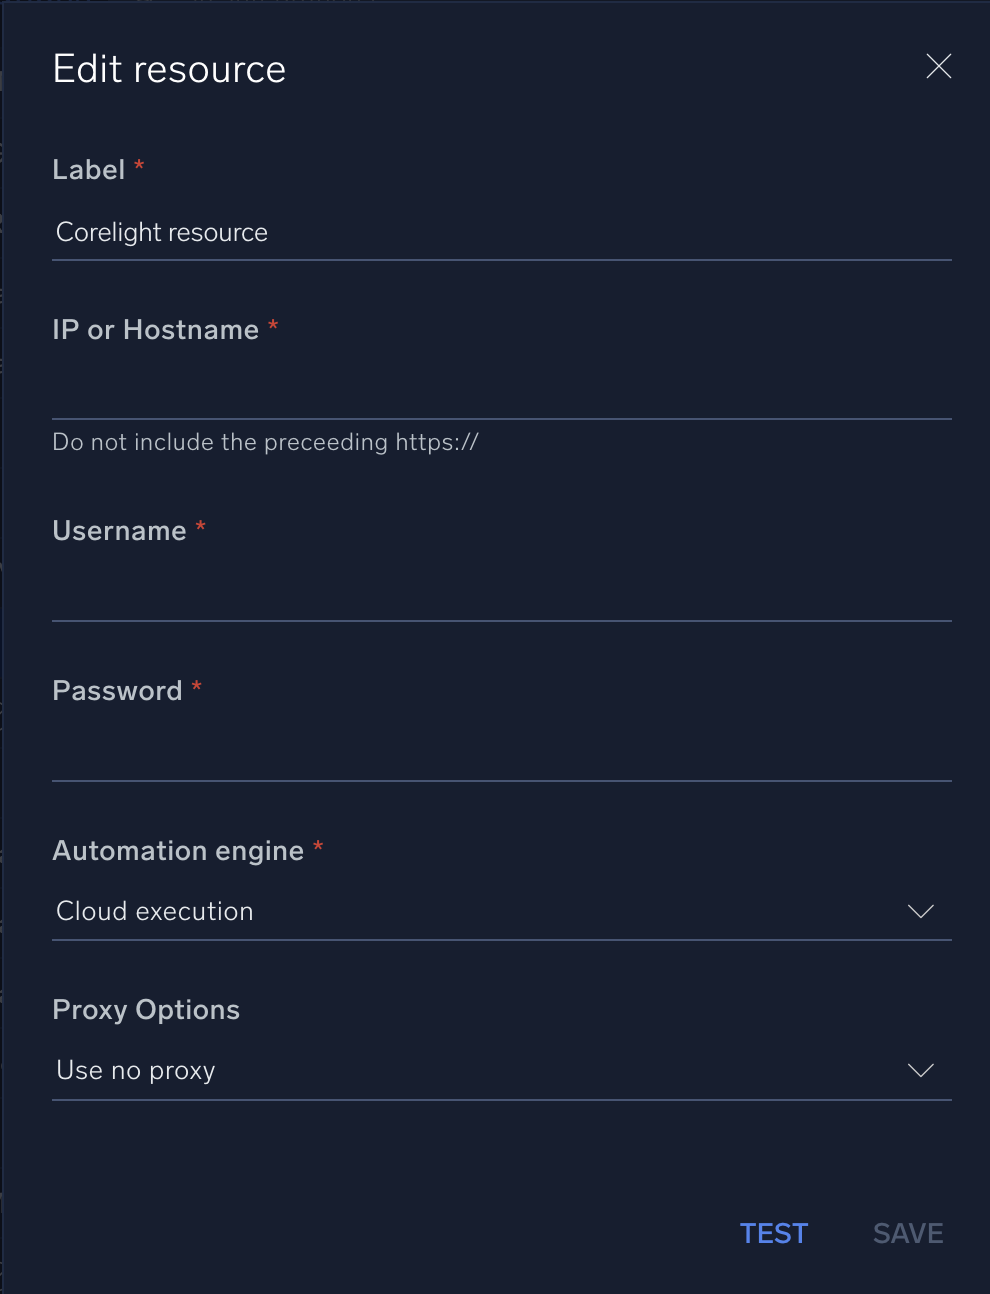 Edit resource
Label *
Corelight resource
IP or Hostname *
Do not include the preceeding https://
Username *
Password *
Automation engine *
Cloud execution
Proxy Options
Use no proxy
TEST SAVE